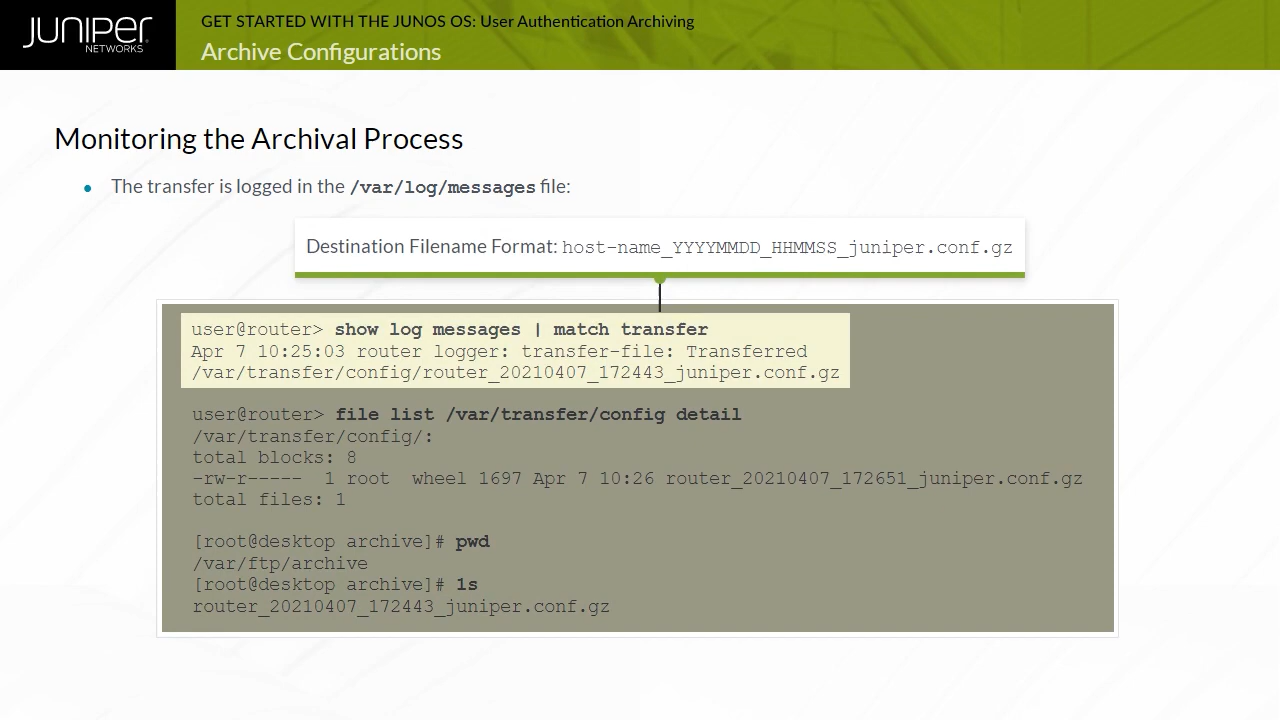 JUNIPEr
NETWORKS
GET STARTED WITH THE JUNOS OS: User Authentication Archiving
Archive Configurations
Monitoring the Archival Process
• The transfer is logged in the /var/log/messages file:
Destination Filename Format: host-name_YYYYMMDD_HHMMSS_juniper.conf.gz
user@router> show log messages | match transfer
Apr 7 10:25:03 router logger: transfer-file: Transferred
/var/transfer/config/router_20210407_172443_juniper.conf.gz
user@router> file list /var/transfer/config detail
/var/transfer/config/:
total blocks: 8
-rw-r----- 1 root wheel 1697 Apr 7 10:26 router_20210407_172651_juniper.conf.gz
total files: 1
[root@desktop archive]# pwd
/var/ftp/archive
[root@desktop archive]# 1s
router_20210407_172443_juniper.conf.gz